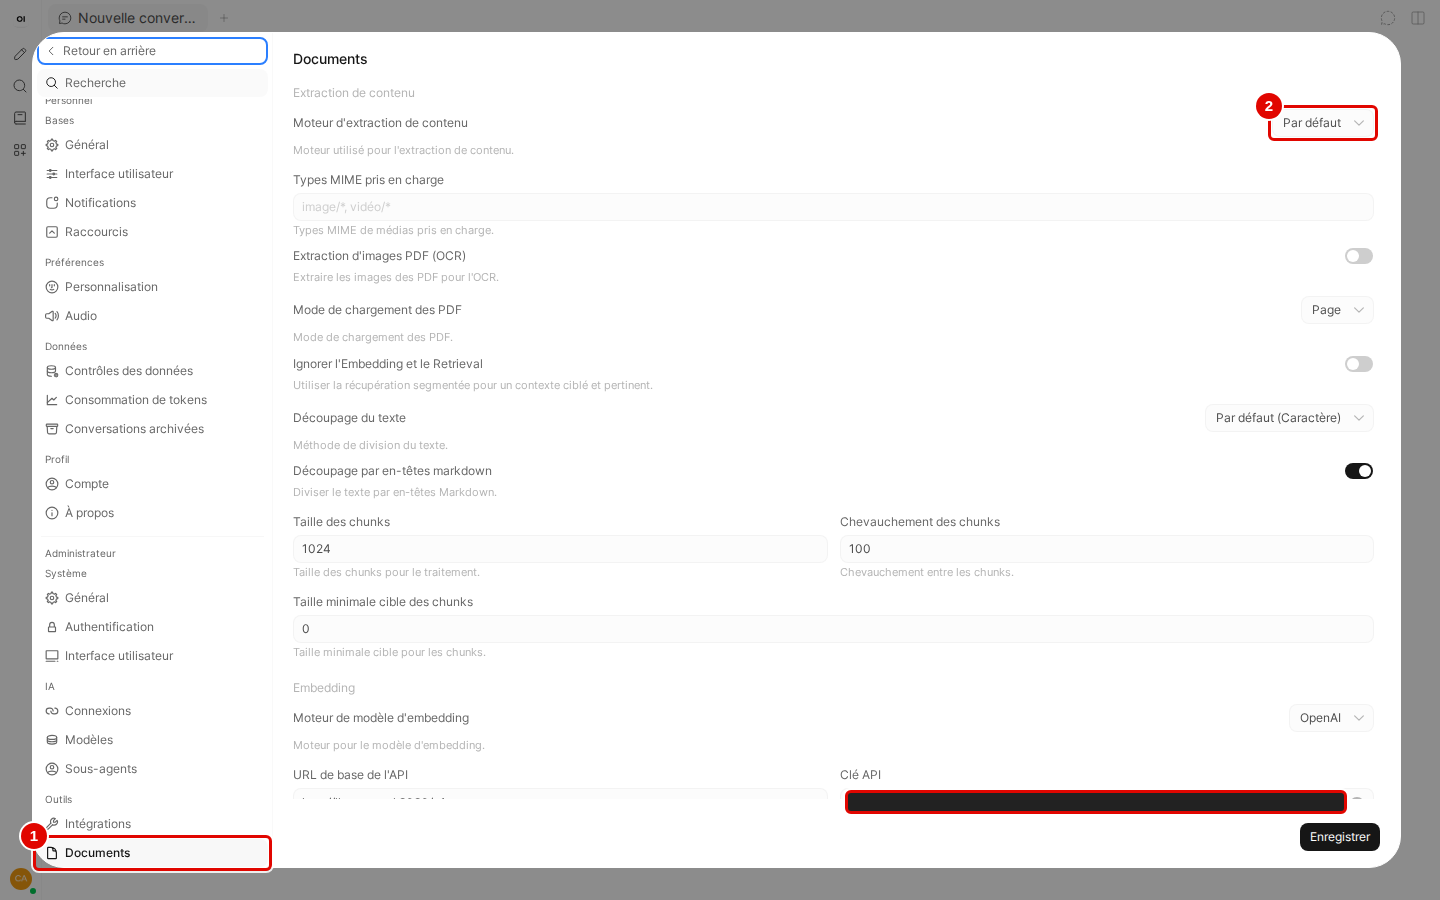 OI
Nouvelle conver...
Retour en arrière
Recherche
Personnel
Bases
Général
Interface utilisateur
Notifications
Raccourcis
Préférences
Personnalisation
Audio
Données
Contrôles des données
Consommation de tokens
Conversations archivées
Profil
Compte
À propos
Administrateur
Système
Général
Authentification
Interface utilisateur
IA
Connexions
Modèles
Sous-agents
Outils
Intégrations
1
Documents
CA
Documents
Extraction de contenu
2
Moteur d'extraction de contenu
Par défaut
Moteur utilisé pour l'extraction de contenu.
Types MIME pris en charge
image/*, vidéo/*
Types MIME de médias pris en charge.
Extraction d'images PDF (OCR)
Extraire les images des PDF pour l'OCR.
Mode de chargement des PDF
Page
Mode de chargement des PDF.
Ignorer l'Embedding et le Retrieval
Utiliser la récupération segmentée pour un contexte ciblé et pertinent.
Découpage du texte
Par défaut (Caractère)
Méthode de division du texte.
Découpage par en-têtes markdown
Diviser le texte par en-têtes Markdown.
Taille des chunks
Chevauchement des chunks
1024
100
Taille des chunks pour le traitement.
Chevauchement entre les chunks.
Taille minimale cible des chunks
0
Taille minimale cible pour les chunks.
Embedding
Moteur de modèle d'embedding
OpenAI
Moteur pour le modèle d'embedding.
URL de base de l'API
Clé API
Enregistrer